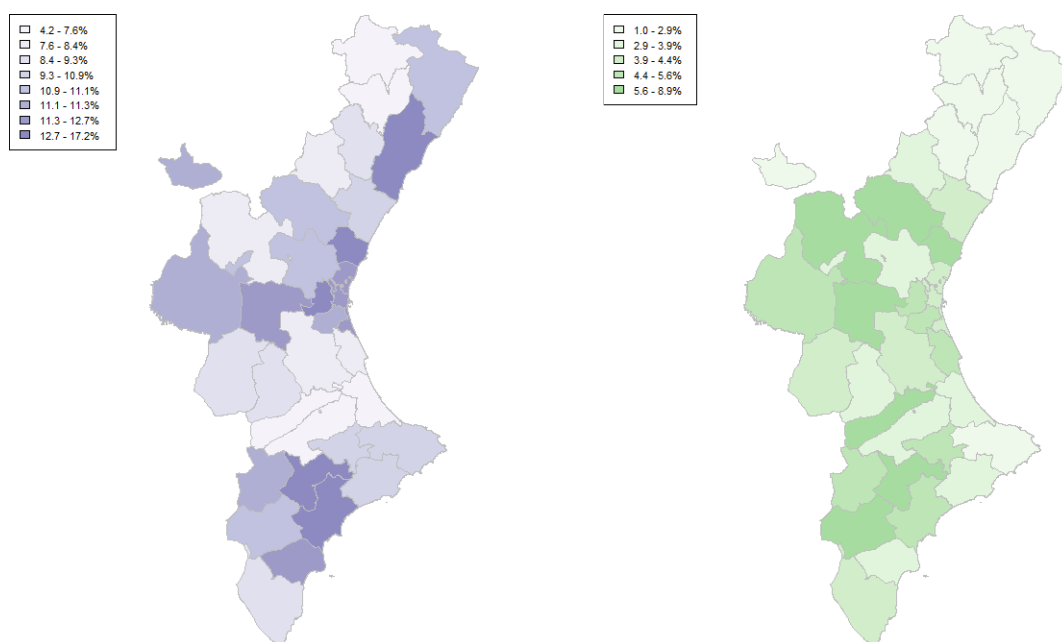 4.2 - 7.6%
7.6 - 8.4%
8.4 - 9.3%
9.3 - 10.9%
10.9 - 11.1%
11.1 - 11.3%
11.3 - 12.7%
12.7 - 17.2%
1.0 - 2.9%
2.9 - 3.9%
3.9 - 4.4%
4.4 - 5.6%
5.6 - 8.9%